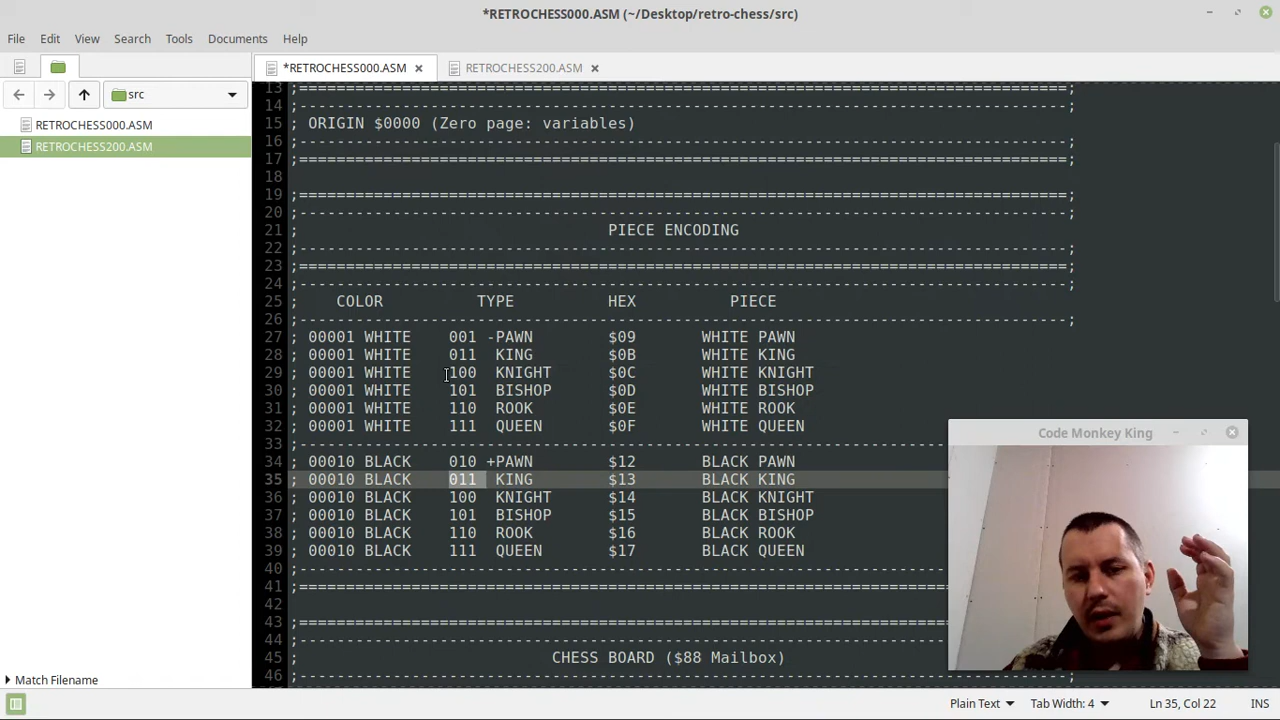 *RETROCHESS000.ASM (~/Desktop/retro-chess/src)
File Edit View Search Tools Documents Help
*RETROCHESS000.ASM
RETROCHESS200.ASM
src
RETROCHESS000.ASM
RETROCHESS200.ASM
13 ;==================================================================================;
14 ;----------------------------------------------------------------------------------;
15 ; ORIGIN $0000 (Zero page: variables)
16 ;----------------------------------------------------------------------------------;
17 ;==================================================================================;
18
19 ;==================================================================================;
20 ;----------------------------------------------------------------------------------;
21 ; PIECE ENCODING
22 ;----------------------------------------------------------------------------------;
23 ;==================================================================================;
24 ;----------------------------------------------------------------------------------;
25 ; COLOR TYPE HEX PIECE
26 ;----------------------------------------------------------------------------------;
27 ; 00001 WHITE 001 -PAWN $09 WHITE PAWN
28 ; 00001 WHITE 011 KING $0B WHITE KING
29 ; 00001 WHITE 100 KNIGHT $0C WHITE KNIGHT
30 ; 00001 WHITE 101 BISHOP $0D WHITE BISHOP
31 ; 00001 WHITE 110 ROOK $0E WHITE ROOK
32 ; 00001 WHITE 111 QUEEN $0F WHITE QUEEN
33 ;---------------------------------------------------------------------
34 ; 00010 BLACK 010 +PAWN $12 BLACK PAWN
35 ; 00010 BLACK 011 KING $13 BLACK KING
36 ; 00010 BLACK 100 KNIGHT $14 BLACK KNIGHT
37 ; 00010 BLACK 101 BISHOP $15 BLACK BISHOP
38 ; 00010 BLACK 110 ROOK $16 BLACK ROOK
39 ; 00010 BLACK 111 QUEEN $17 BLACK QUEEN
40 ;---------------------------------------------------------------------
41 ;=====================================================================
42
43 ;=====================================================================
44 ;---------------------------------------------------------------------
45 ; CHESS BOARD ($88 Mailbox)
46 ;---------------------------------------------------------------------
Code Monkey King
Match Filename
Plain Text Tab Width: 4 Ln 35, Col 22 INS